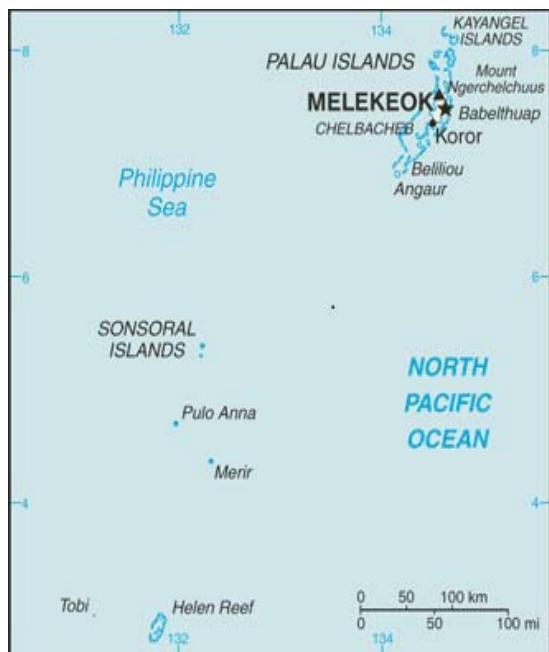 132
134
8
KAYANGEL
ISLANDS
8
PALAU ISLANDS
Mount
Ngerchelchuus
MELEKEOK
Babelthuap
CHELBACHEB
Koror
Beliliou
Angaur
Philippine
Sea
6
6
SONSORAL
ISLANDS
NORTH
PACIFIC
OCEAN
Pulo Anna
Merir
4
4
Tobi
Helen Reef
0 50 100 km
0 50 100 mi
132
134